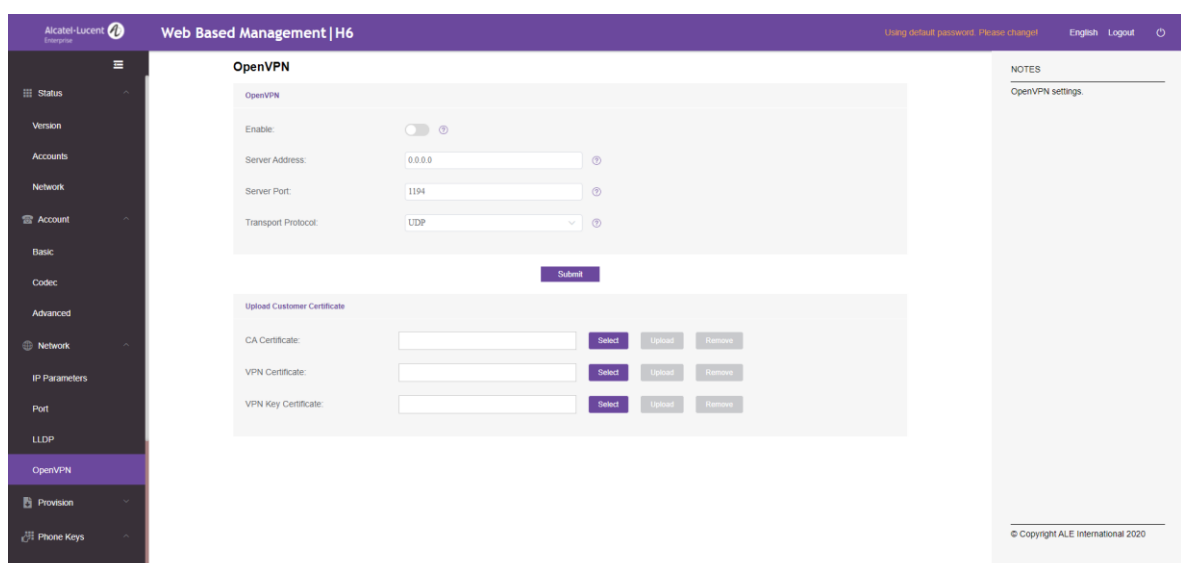 Alcatel-Lucent
Enterprise
Web Based Management|H6
Using default password. Please change!
English Logout
Status
Version
Accounts
Network
Account
Basic
Codec
Advanced
Network
IP Parameters
Port
LLDP
OpenVPN
Provision
Phone Keys
OpenVPN
OpenVPN
Enable: ?
Server Address: 0.0.0.0 ?
Server Port: 1194 ?
Transport Protocol: UDP ?
Submit
Upload Customer Certificate
CA Certificate: Select Upload Remove
VPN Certificate: Select Upload Remove
VPN Key Certificate: Select Upload Remove
NOTES
OpenVPN settings.
© Copyright ALE International 2020